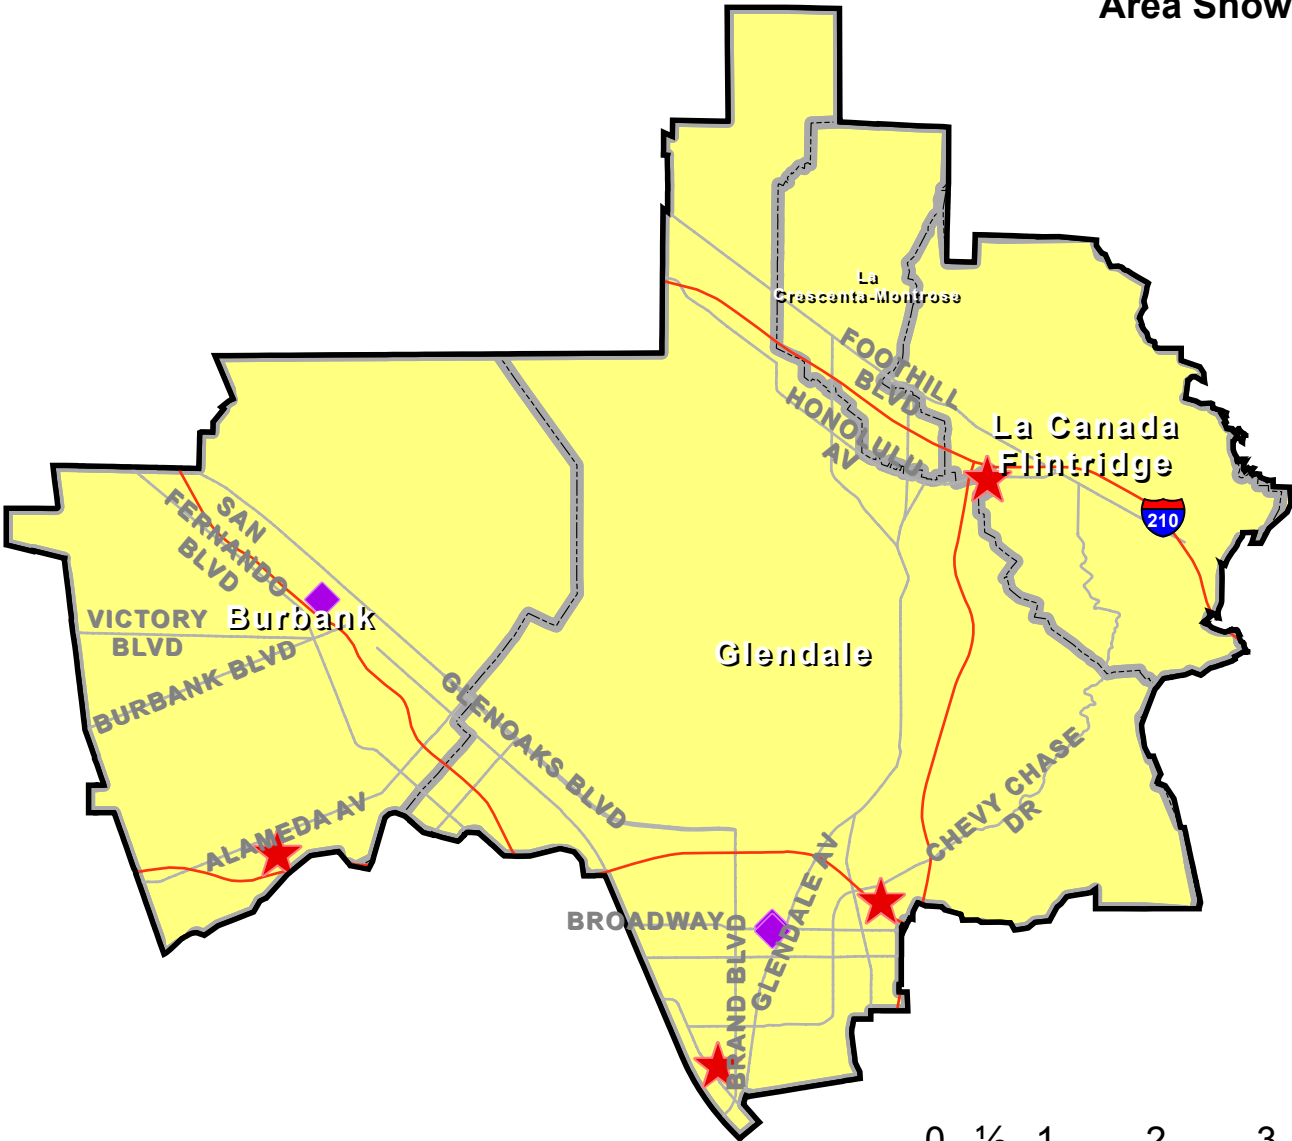 Area Show
La
Crescenta-Montrose
FOOTHILL
BLVD
HONOLULU
AV
La Canada
Flintridge
210
SAN
FERNANDO
BLVD
VICTORY
BLVD
Burbank
BURBANK BLVD
Glendale
GLENOAKS BLVD
ALAMEDA AV
CHEVY CHASE
DR
BROADWAY
GLENDALE AV
BRAND BLVD
0 ½ 1 2 3